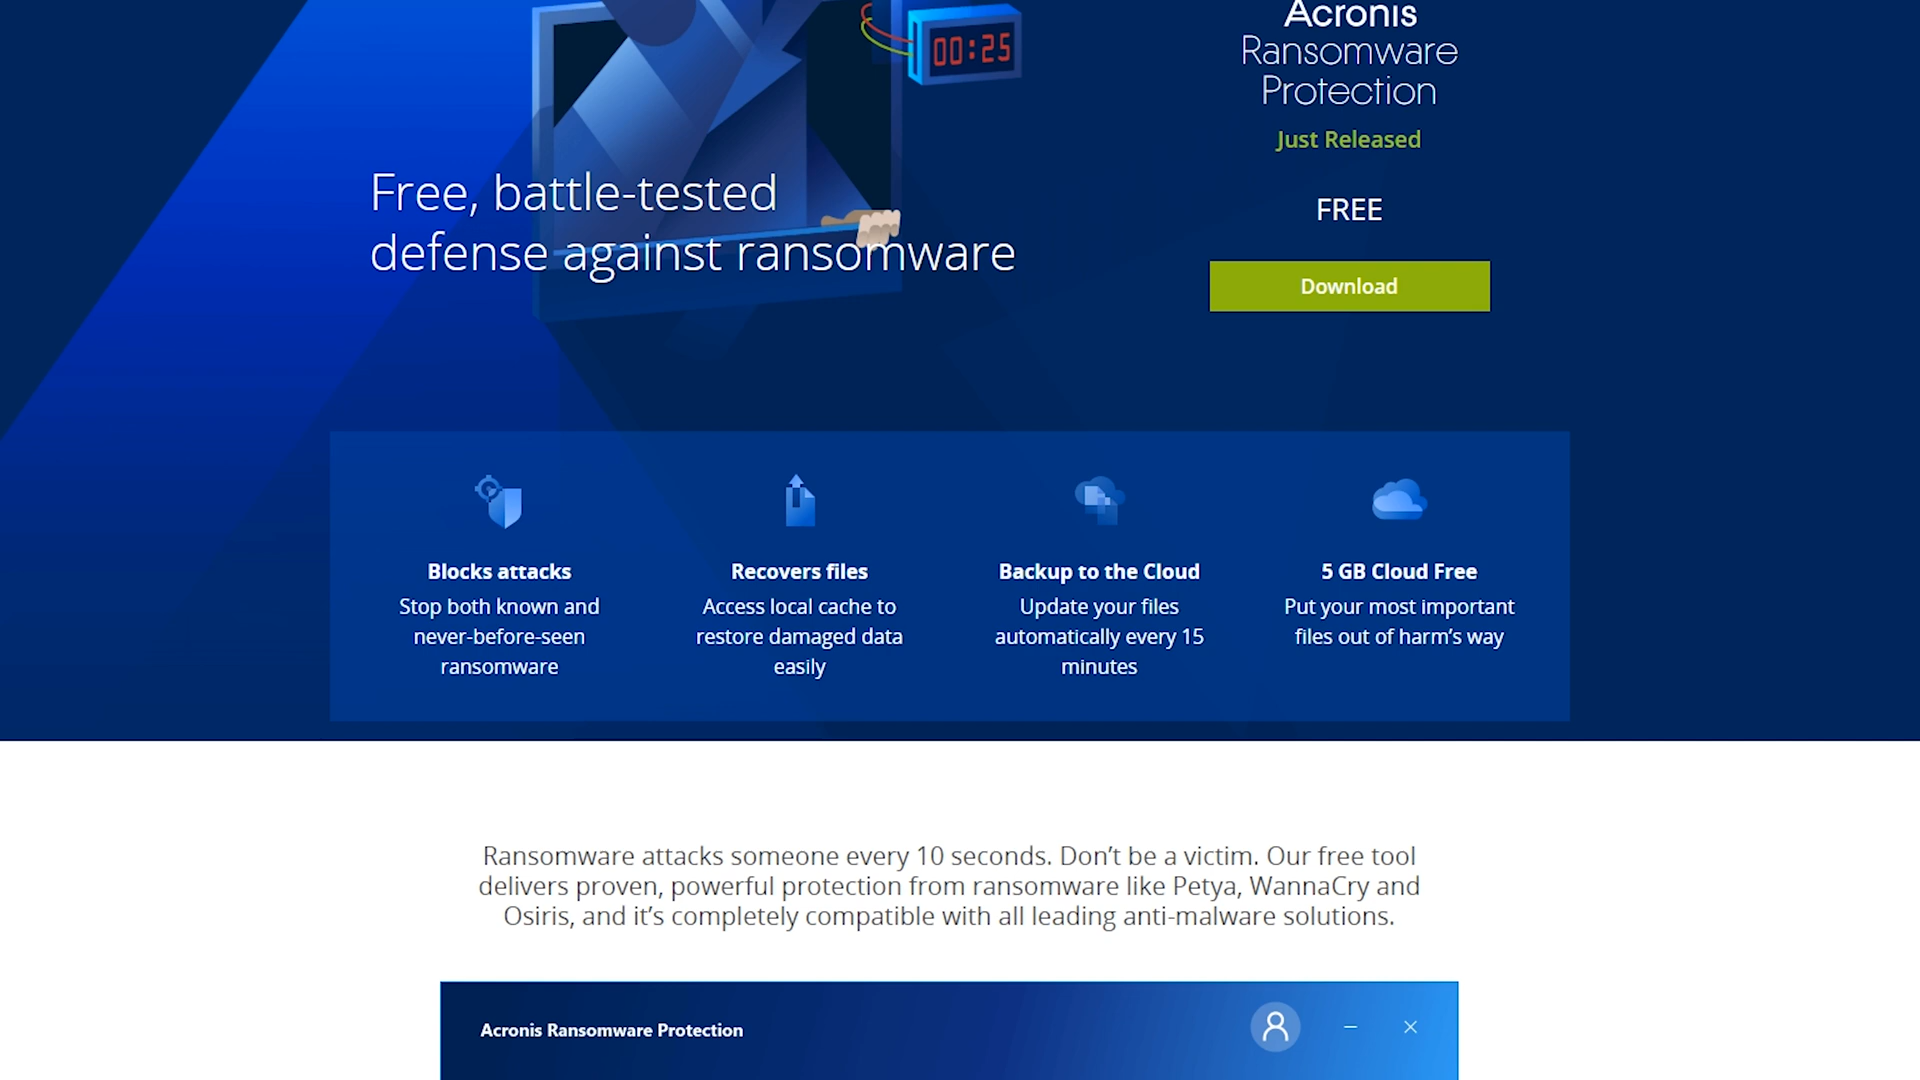 00:25
Acronis
Ransomware
Protection
Just Released
FREE
Download
Free, battle-tested
defense against ransomware
Blocks attacks
Stop both known and
never-before-seen
ransomware
Recovers files
Access local cache to
restore damaged data
easily
Backup to the Cloud
Update your files
automatically every 15
minutes
5 GB Cloud Free
Put your most important
files out of harm’s way
Ransomware attacks someone every 10 seconds. Don’t be a victim. Our free tool
delivers proven, powerful protection from ransomware like Petya, WannaCry and
Osiris, and it’s completely compatible with all leading anti-malware solutions.
Acronis Ransomware Protection